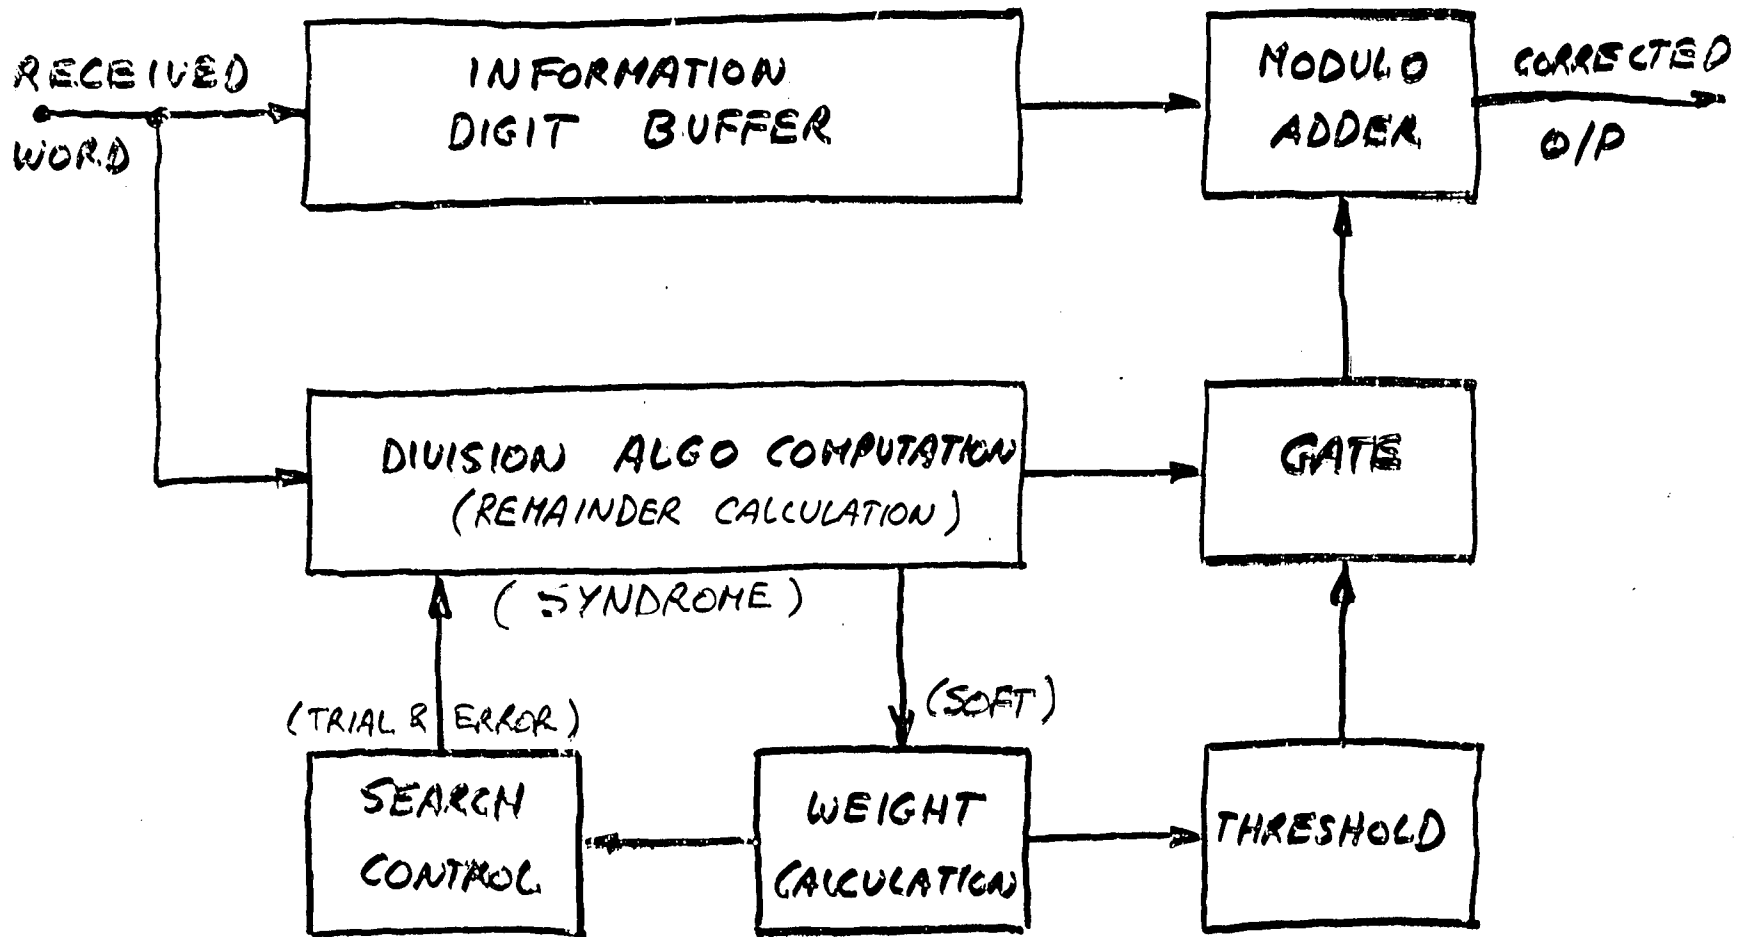 RECEIVED
WORD
INFORMATION
DIGIT BUFFER
MODULO
ADDER
CORRECTED
O/P
DIVISION ALGO COMPUTATION
(REMAINDER CALCULATION)
(SYNDROME)
GATE
(TRIAL & ERROR)
(SOFT)
SEARCH
CONTROL
WEIGHT
CALCULATION
THRESHOLD